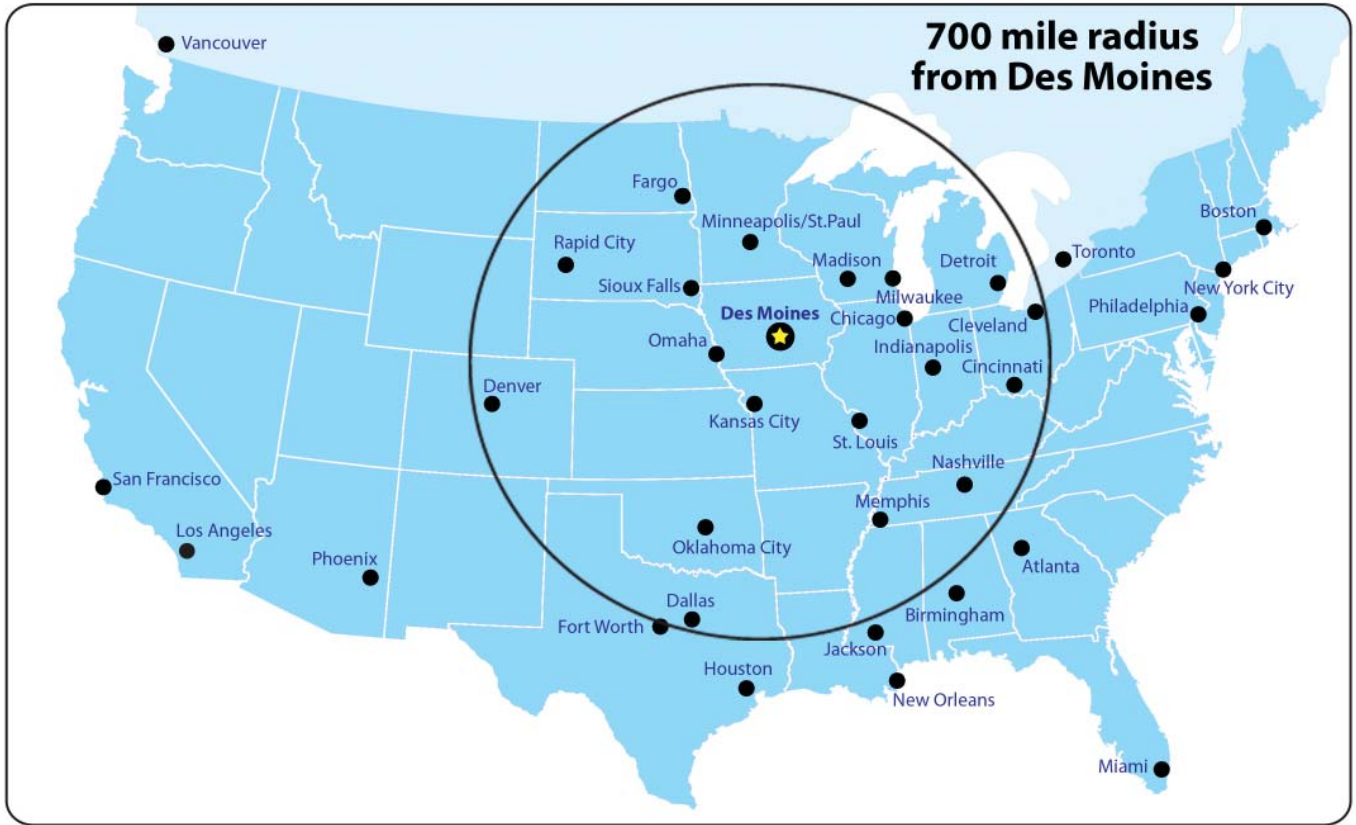 700 mile radius
from Des Moines
Vancouver
Fargo
Minneapolis/St.Paul
Boston
Rapid City
Madison
Detroit
Toronto
Sioux Falls
Milwaukee
New York City
Des Moines
Chicago
Cleveland
Philadelphia
Omaha
Indianapolis
Cincinnati
Denver
Kansas City
St. Louis
San Francisco
Nashville
Memphis
Los Angeles
Oklahoma City
Phoenix
Atlanta
Dallas
Birmingham
Fort Worth
Jackson
Houston
New Orleans
Miami